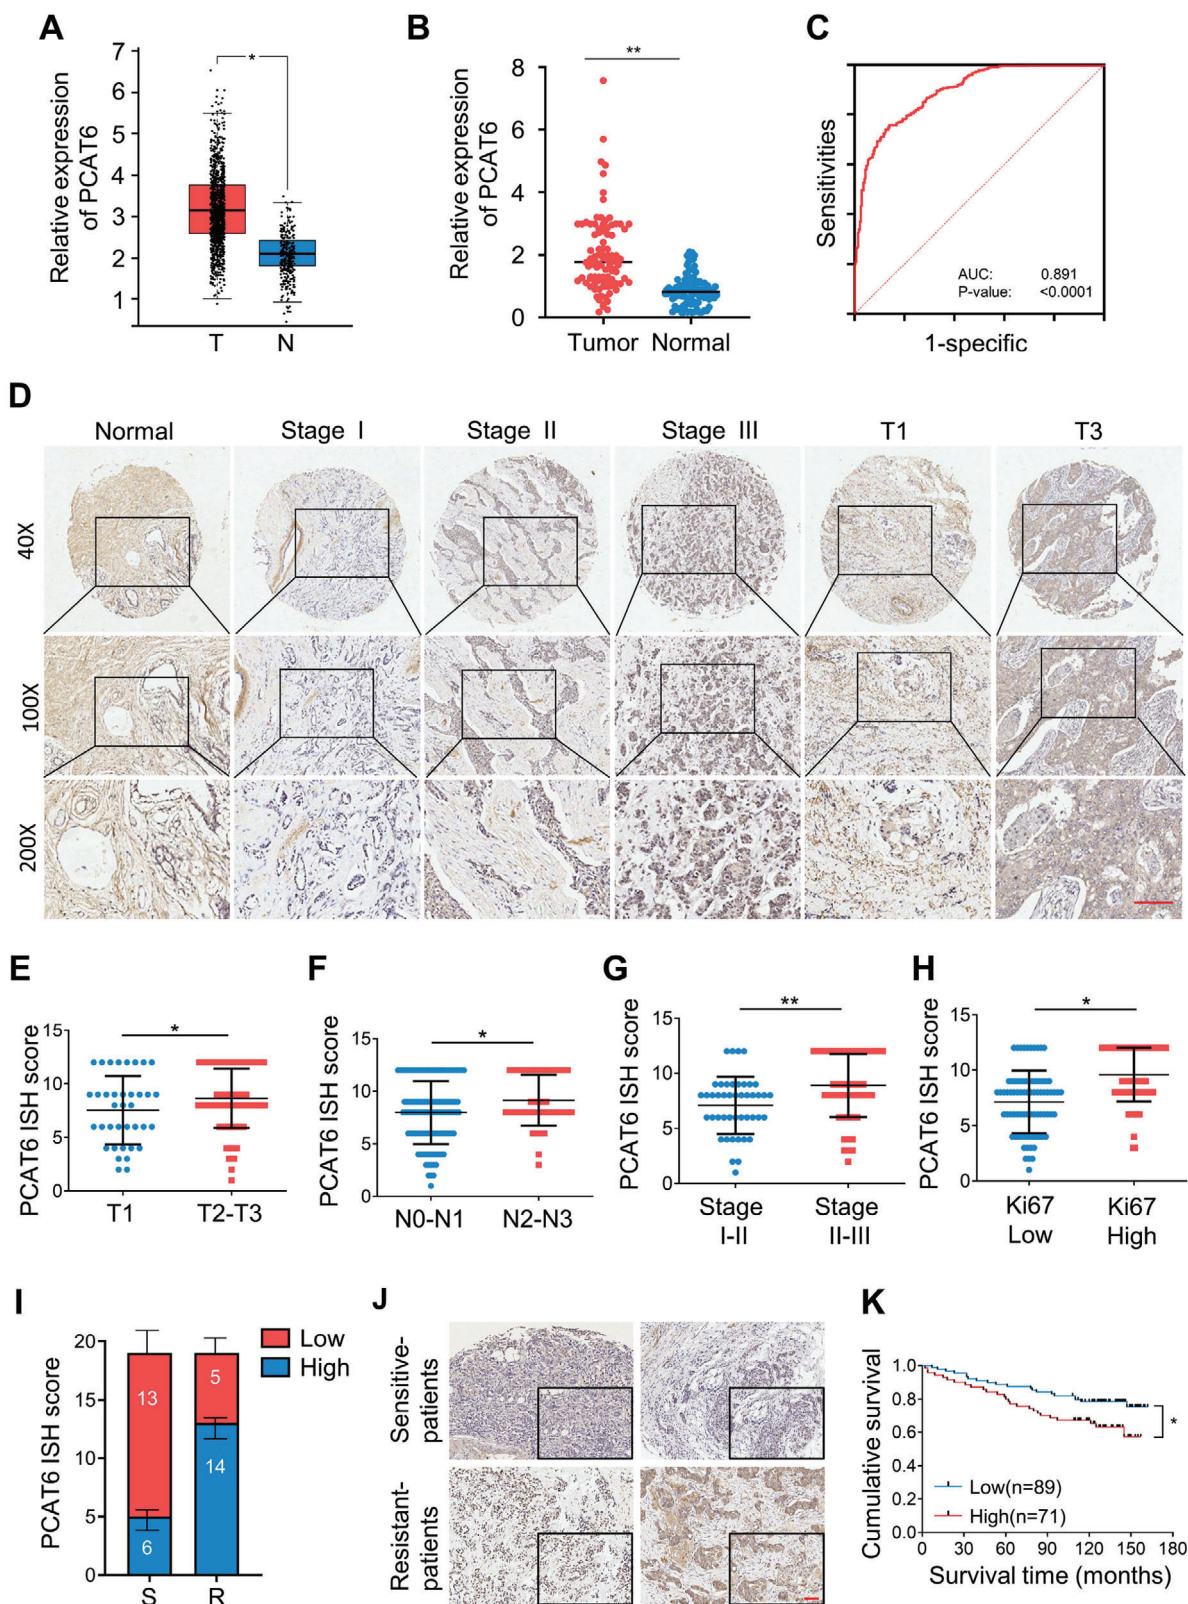 A
Relative expression
of PCAT6
7
6
5
4
3
2
1
*
T N
B
Relative expression
of PCAT6
8
6
4
2
0
**
Tumor Normal
C
Sensitivities
AUC: 0.891
P-value: <0.0001
1-specific
D
Normal Stage I Stage II Stage III T1 T3
40X
100X
200X
E
PCAT6 ISH score
15
10
5
0
*
T1 T2-T3
F
PCAT6 ISH score
15
10
5
0
*
N0-N1 N2-N3
G
PCAT6 ISH score
15
10
5
0
**
Stage Stage
I-II II-III
H
PCAT6 ISH score
15
10
5
0
*
Ki67 Ki67
Low High
I
PCAT6 ISH score
20
15
10
5
0
13 5
6 14
S R
Low
High
J
Sensitive-
patients
Resistant-
patients
K
Cumulative survival
1.0
0.8
0.6
0.4
0.2
0.0
*
Low(n=89)
High(n=71)
0 30 60 90 120 150 180
Survival time (months)